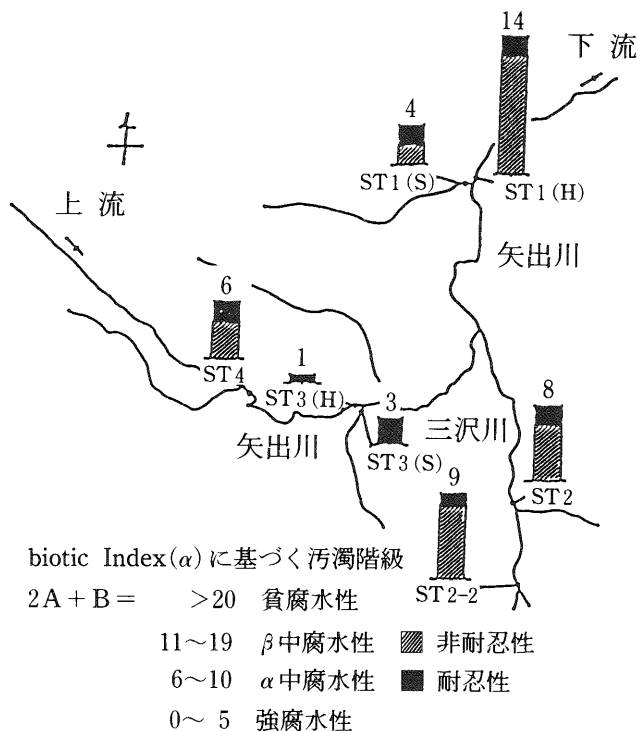 14
下流
4
ST1(S)
ST1(H)
上流
矢出川
6
ST4
1
ST3(H)
3
三沢川
8
矢出川
ST3(S)
ST2
9
ST2-2
biotic Index(α)に基づく汚濁階級
2A+B= >20 貧腐水性
11～19 β中腐水性 非耐忍性
6～10 α中腐水性 耐忍性
0～ 5 強腐水性